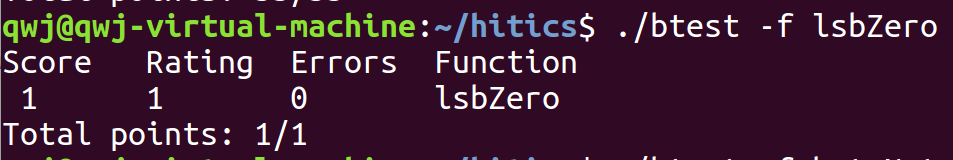 qwj@qwj-virtual-machine:~/hitics$ ./btest -f lsbZero
Score Rating Errors Function
1 1 0 lsbZero
Total points: 1/1